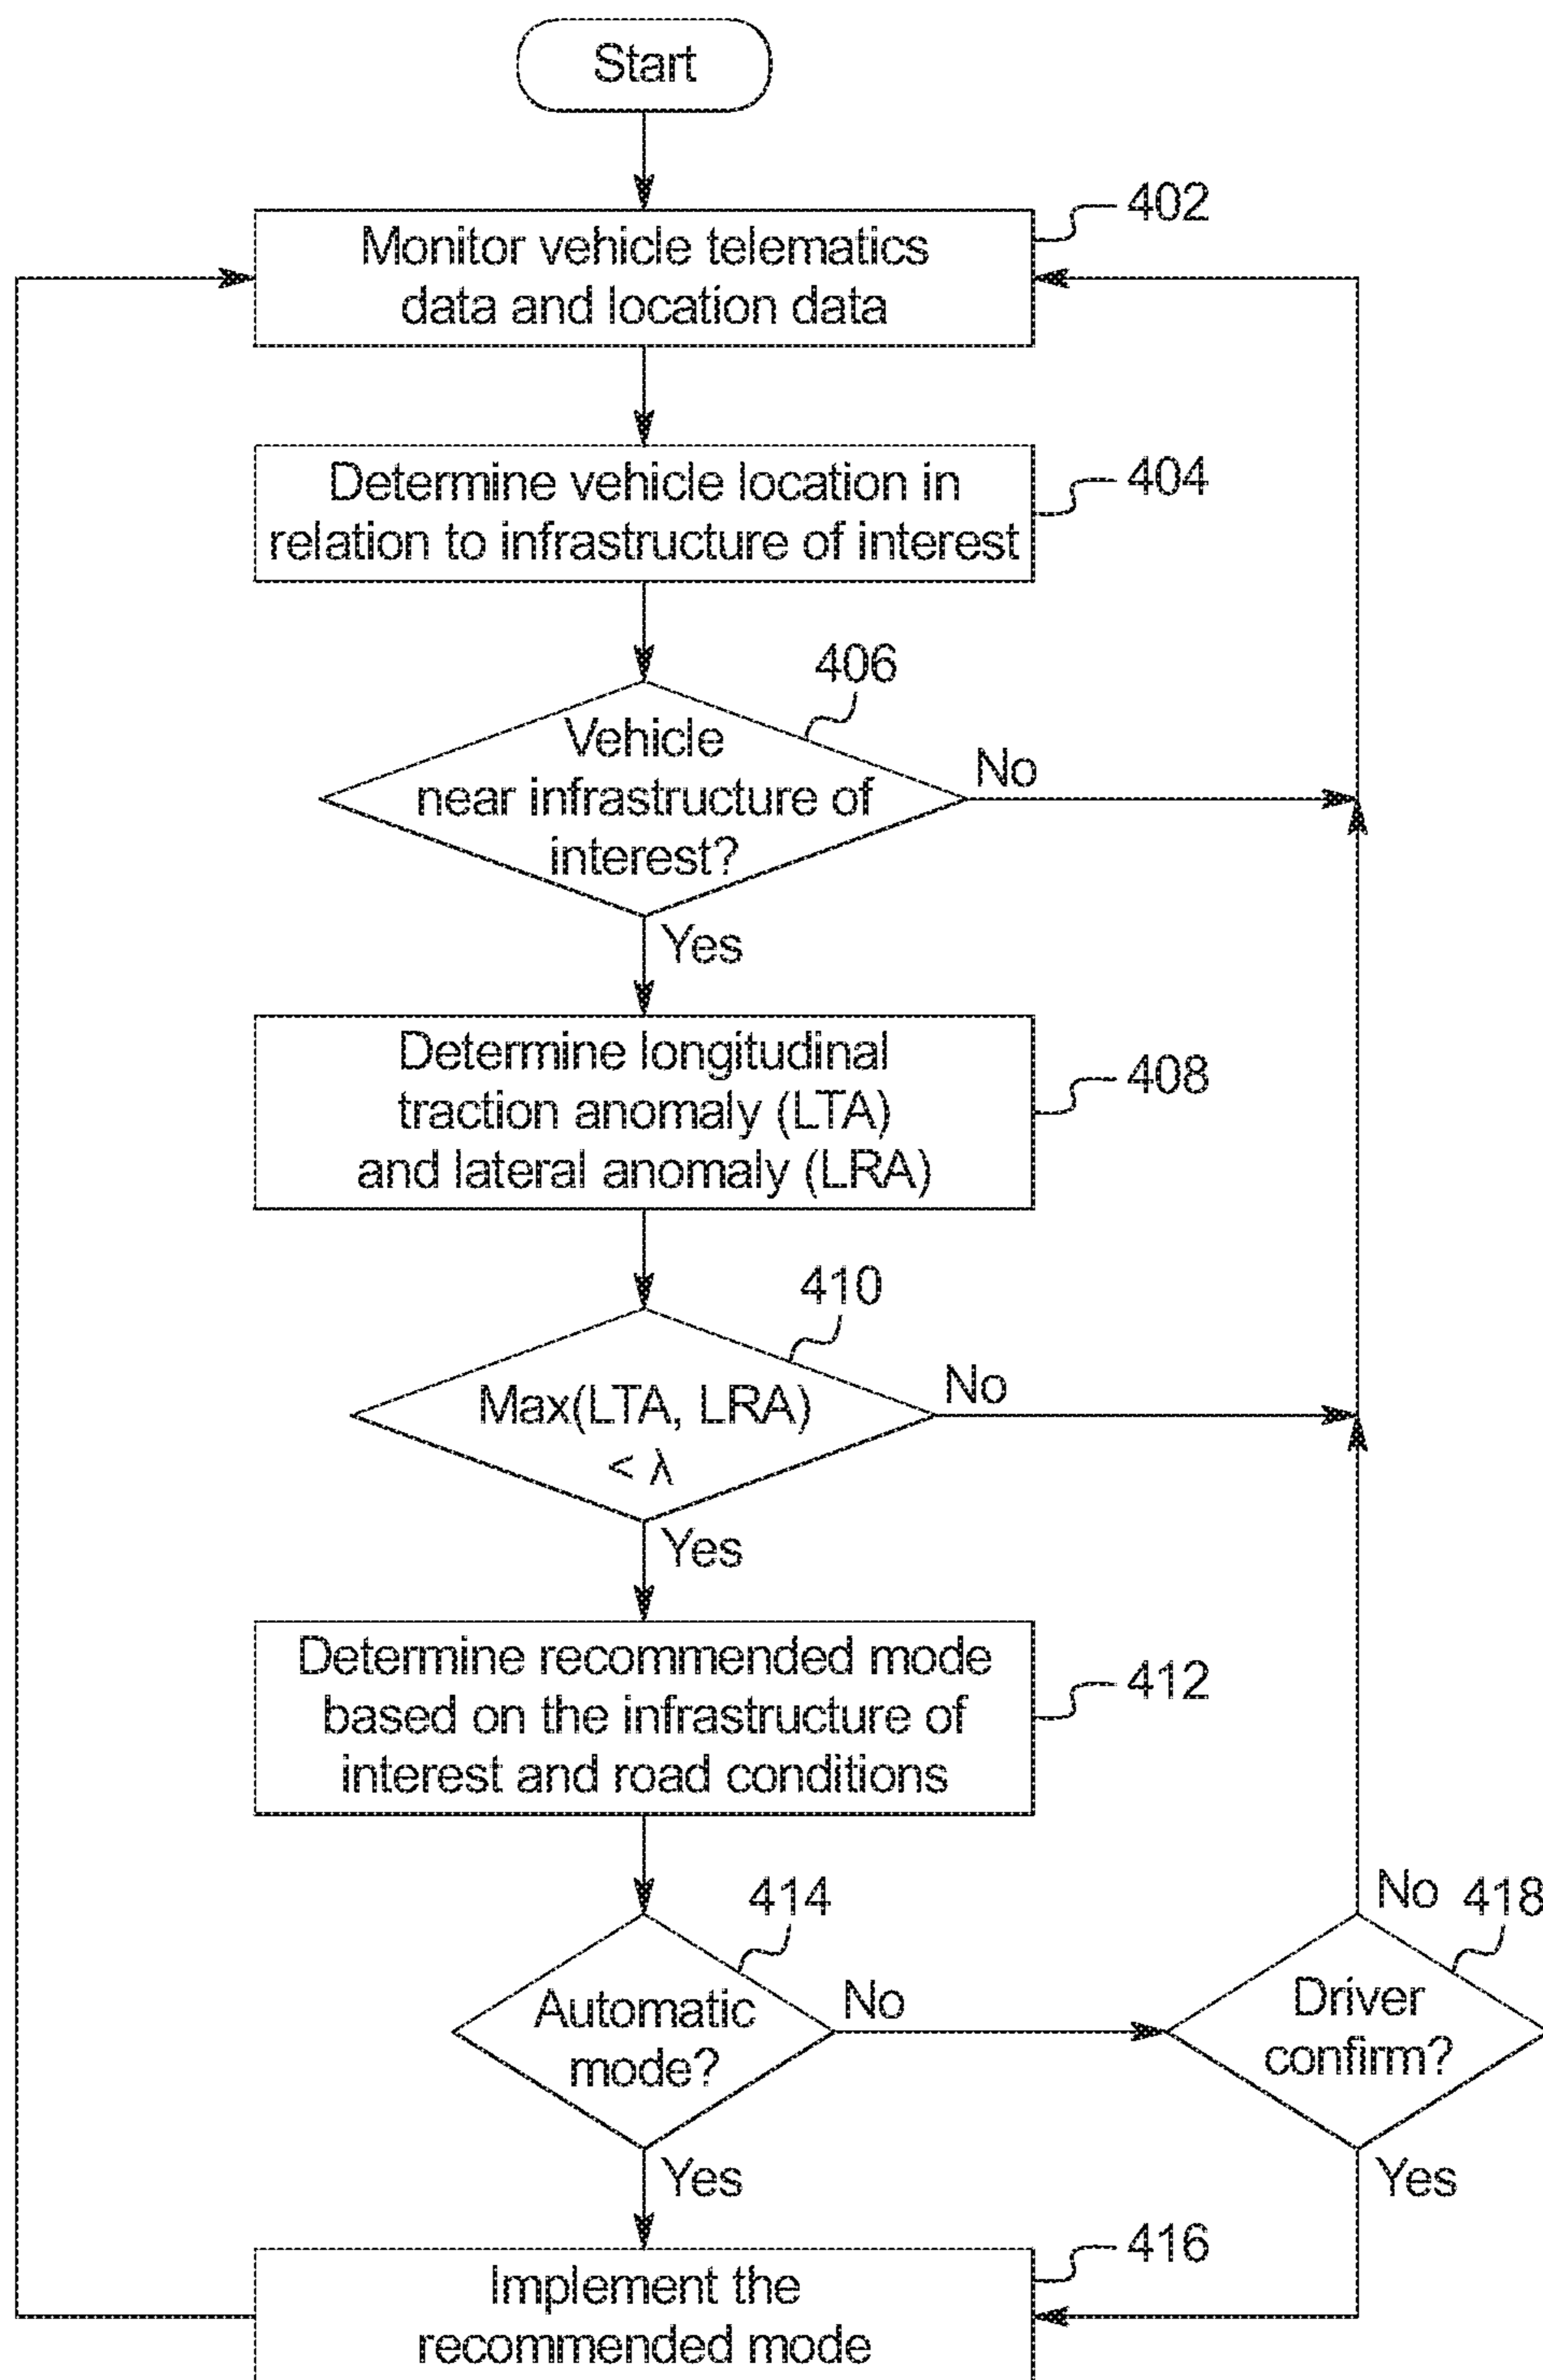 Start
402
Monitor vehicle telematics
data and location data
404
Determine vehicle location in
relation to infrastructure of interest
406
Vehicle
near infrastructure of
interest?
No
Yes
Determine longitudinal
traction anomaly (LTA)
and lateral anomaly (LRA)
408
410
Max(LTA, LRA)
< λ
No
Yes
Determine recommended mode
based on the infrastructure of
interest and road conditions
412
414
Automatic
mode?
No
No
418
Driver
confirm?
Yes
Yes
416
Implement the
recommended mode